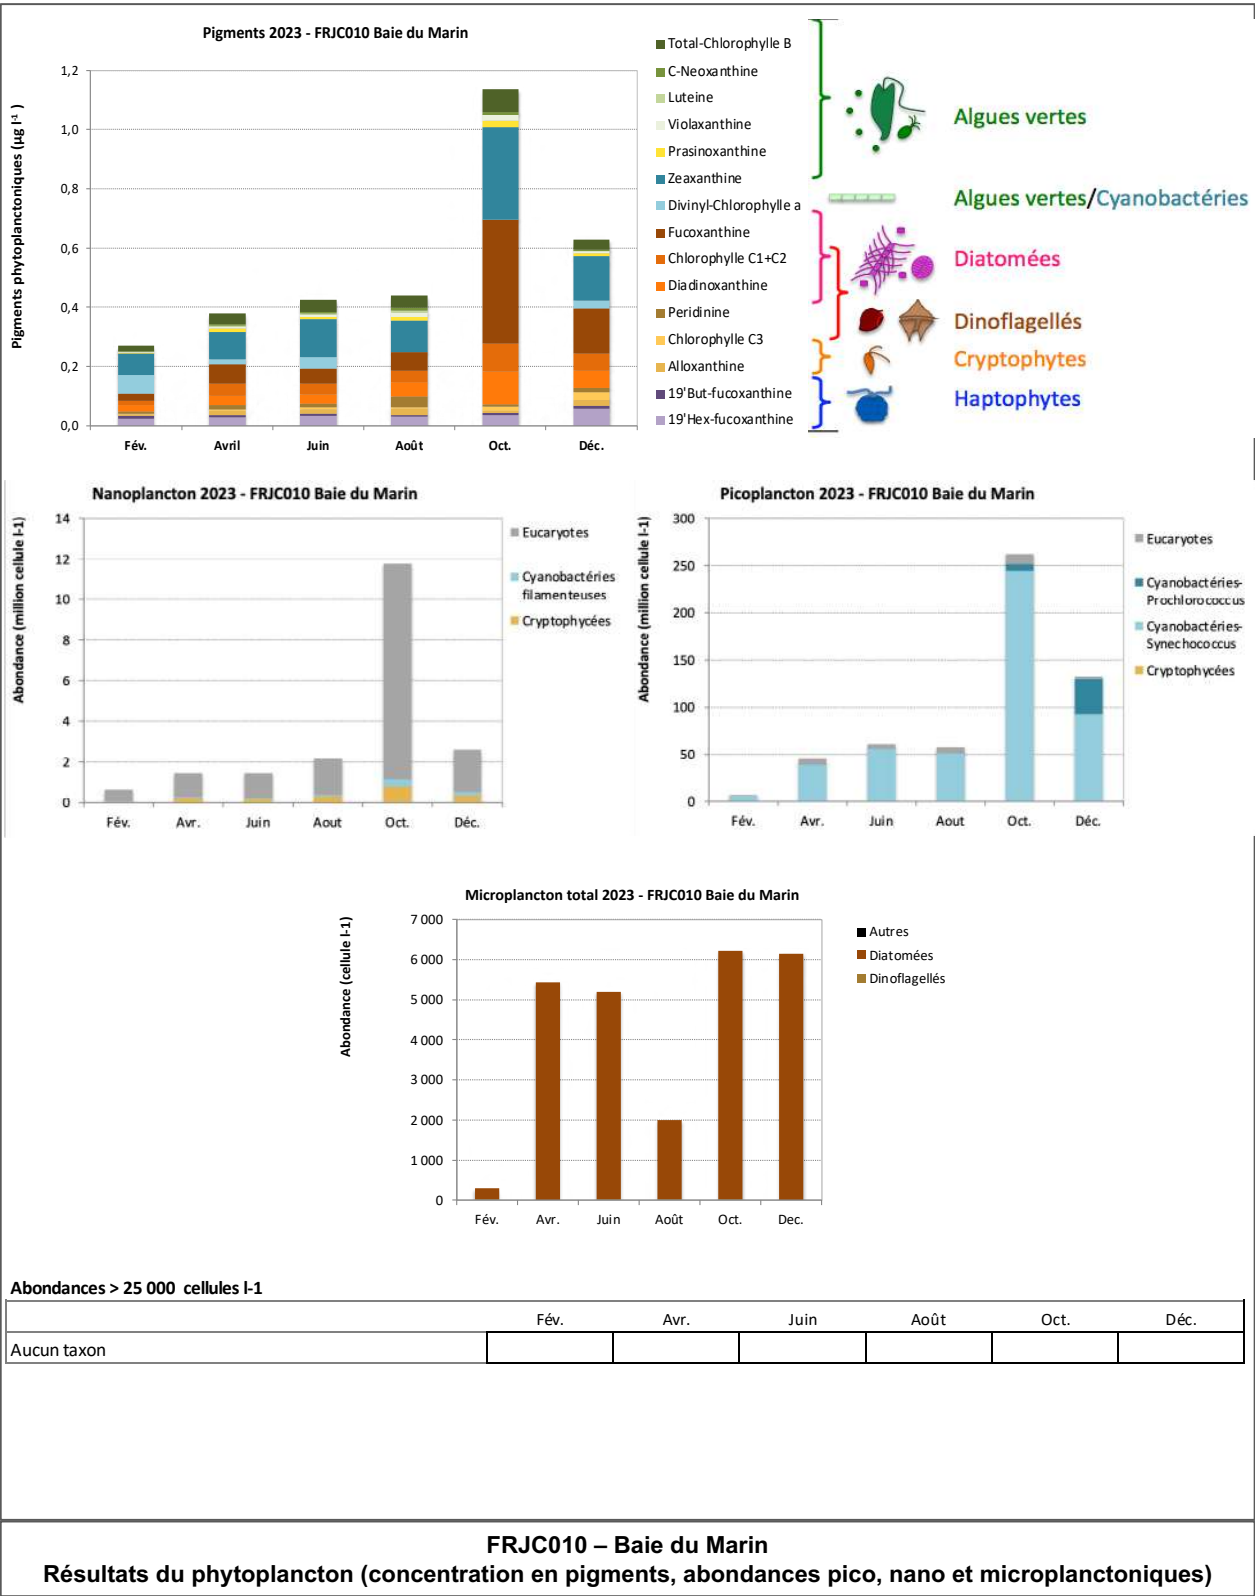 Pigments 2023 - FRJC010 Baie du Marin
Pigments phytoplanctoniques (µg l-1)
1,2
1,0
0,8
0,6
0,4
0,2
0,0
Fév.
Avril
Juin
Août
Oct.
Déc.
Total-Chlorophylle B
C-Neoxanthine
Luteine
Violaxanthine
Prasinoxanthine
Zeaxanthine
Divinyl-Chlorophylle a
Fucoxanthine
Chlorophylle C1+C2
Diadinoxanthine
Peridinine
Chlorophylle C3
Alloxanthine
19'But-fucoxanthine
19'Hex-fucoxanthine
Algues vertes
Algues vertes/Cyanobactéries
Diatomées
Dinoflagellés
Cryptophytes
Haptophytes
Nanoplancton 2023 - FRJC010 Baie du Marin
Abondance (million cellule l-1)
14
12
10
8
6
4
2
0
Fév.
Avr.
Juin
Aout
Oct.
Déc.
Eucaryotes
Cyanobactéries
filamenteuses
Cryptophycées
Picoplancton 2023 - FRJC010 Baie du Marin
Abondance (million cellule l-1)
300
250
200
150
100
50
0
Fév.
Avr.
Juin
Aout
Oct.
Déc.
Eucaryotes
Cyanobactéries-
Prochlorococcus
Cyanobactéries-
Synechococcus
Cryptophycées
Microplancton total 2023 - FRJC010 Baie du Marin
Abondance (cellule l-1)
7 000
6 000
5 000
4 000
3 000
2 000
1 000
0
Fév.
Avr.
Juin
Août
Oct.
Dec.
Autres
Diatomées
Dinoflagellés
Abondances > 25 000 cellules l-1
Fév. Avr. Juin Août Oct. Déc.
Aucun taxon
FRJC010 – Baie du Marin
Résultats du phytoplancton (concentration en pigments, abondances pico, nano et microplanctoniques)